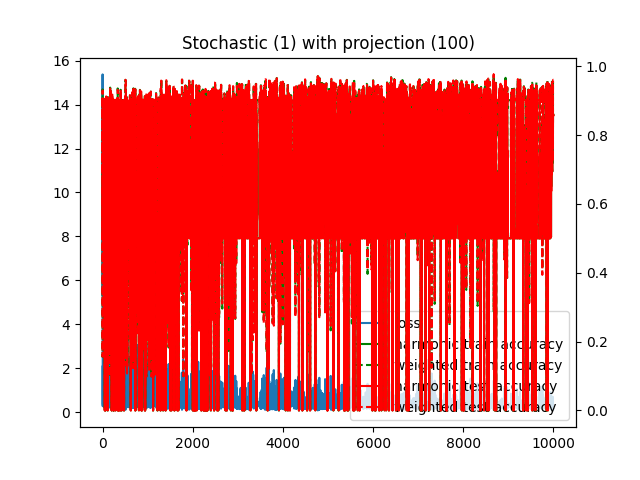 Stochastic (1) with projection (100)
16
14
12
10
8
6
4
2
0
1.0
0.8
0.6
0.4
0.2
0.0
loss
harmonic train accuracy
weighted train accuracy
harmonic test accuracy
weighted test accuracy
0 2000 4000 6000 8000 10000